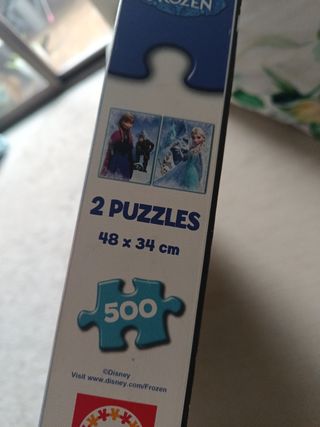 FROZEN
2 PUZZLES
48 x 34 cm
500
©Disney
Visit www.disney.com/Frozen